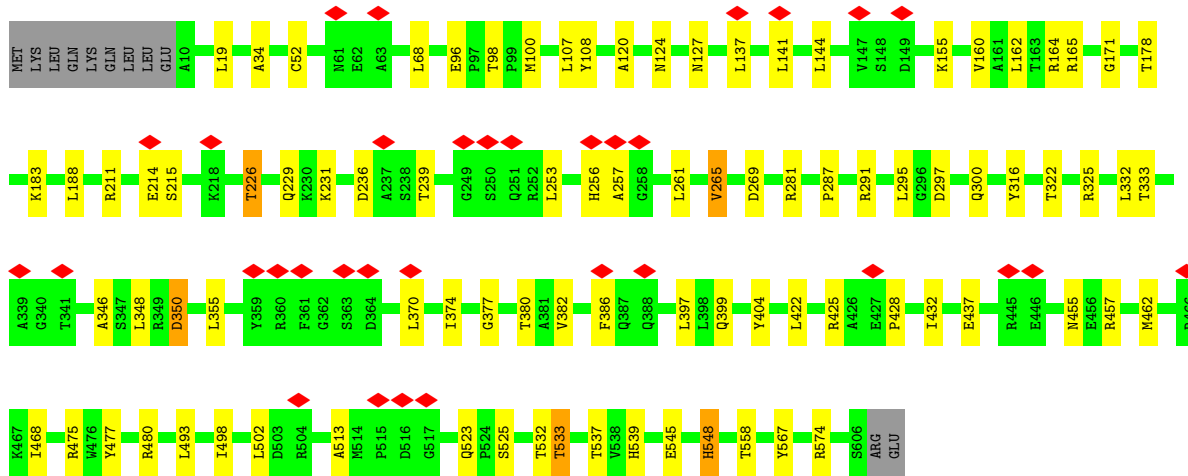 MET LYS LEU GLN LYS GLN LEU LEU GLU A10 L19 A34 C52 N61 E62 A63 L68 E96 P97 T98 P99 M100 L107 Y108 A120 N124 N127 L137 L141 L144 V147 S148 D149 K155 V160 A161 L162 T163 R164 R165 G171 T178
K183 L188 R211 E214 S215 K218 T226 Q229 K230 K231 D236 A237 S238 T239 G249 S250 Q251 R252 L253 H256 A257 G258 L261 V265 D269 R281 P287 R291 L295 G296 D297 Q300 Y316 T322 R325 L332 T333
A339 G340 T341 A346 S347 L348 R349 D350 L355 Y359 R360 F361 G362 S363 D364 L370 I374 G377 T380 A381 V382 F386 Q387 Q388 L397 L398 Q399 Y404 L422 R425 A426 E427 P428 I432 E437 R445 E446 N455 E456 R457 M462
K467 I468 R475 W476 Y477 R480 L493 I498 L502 D503 R504 A513 M514 P515 D516 G517 Q523 P524 S525 T532 T533 T537 V538 H539 E545 H548 T558 Y567 R574 S606 ARG GLU